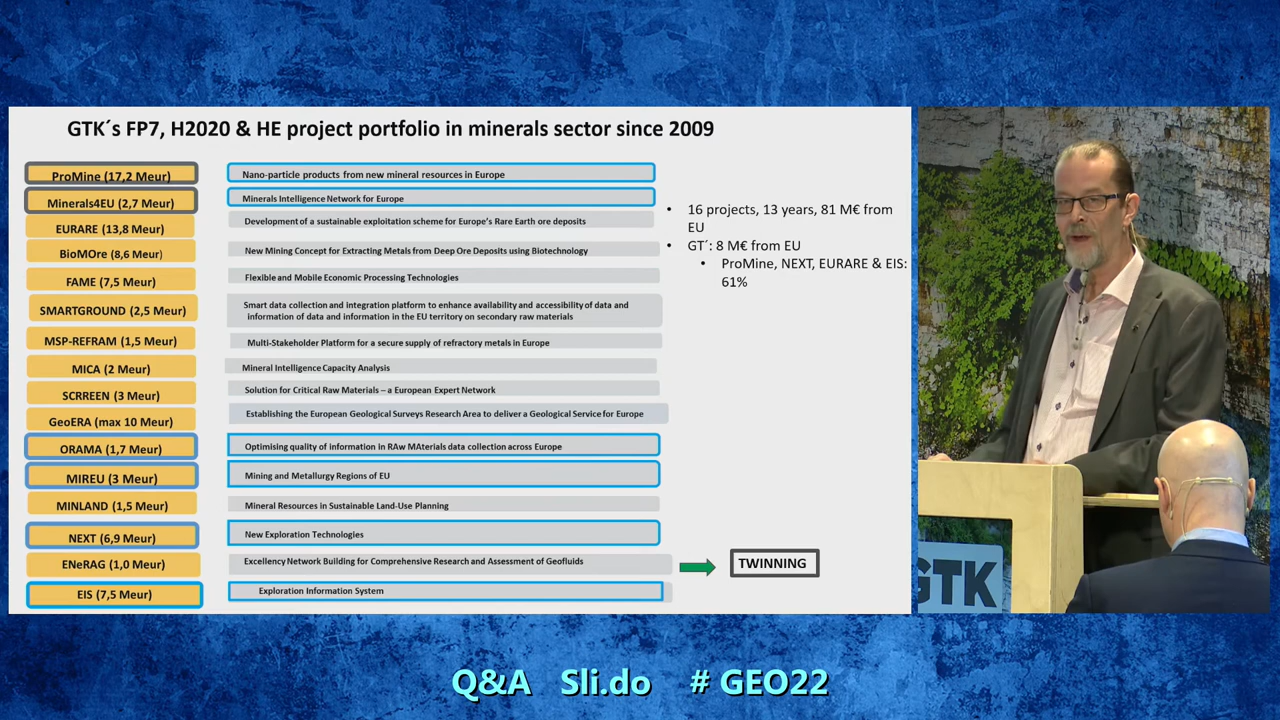 GTK´s FP7, H2020 & HE project portfolio in minerals sector since 2009
ProMine (17,2 Meur)
Nano-particle products from new mineral resources in Europe
Minerals4EU (2,7 Meur)
Minerals Intelligence Network for Europe
EURARE (13,8 Meur)
Development of a sustainable exploitation scheme for Europe's Rare Earth ore deposits
BioMOre (8,6 Meur)
New Mining Concept for Extracting Metals from Deep Ore Deposits using Biotechnology
FAME (7,5 Meur)
Flexible and Mobile Economic Processing Technologies
SMARTGROUND (2,5 Meur)
Smart data collection and integration platform to enhance availability and accessibility of data and
information of data and information in the EU territory on secondary raw materials
MSP-REFRAM (1,5 Meur)
Multi-Stakeholder Platform for a secure supply of refractory metals in Europe
MICA (2 Meur)
Mineral Intelligence Capacity Analysis
SCRREEN (3 Meur)
Solution for Critical Raw Materials – a European Expert Network
GeoERA (max 10 Meur)
Establishing the European Geological Surveys Research Area to deliver a Geological Service for Europe
ORAMA (1,7 Meur)
Optimising quality of information in RAw MAterials data collection across Europe
MIREU (3 Meur)
Mining and Metallurgy Regions of EU
MINLAND (1,5 Meur)
Mineral Resources in Sustainable Land-Use Planning
NEXT (6,9 Meur)
New Exploration Technologies
ENeRAG (1,0 Meur)
Excellency Network Building for Comprehensive Research and Assessment of Geofluids
TWINNING
EIS (7,5 Meur)
Exploration Information System
• 16 projects, 13 years, 81 M€ from
EU
• GT´: 8 M€ from EU
• ProMine, NEXT, EURARE & EIS:
61%
GTK
Q&A Sli.do # GEO22